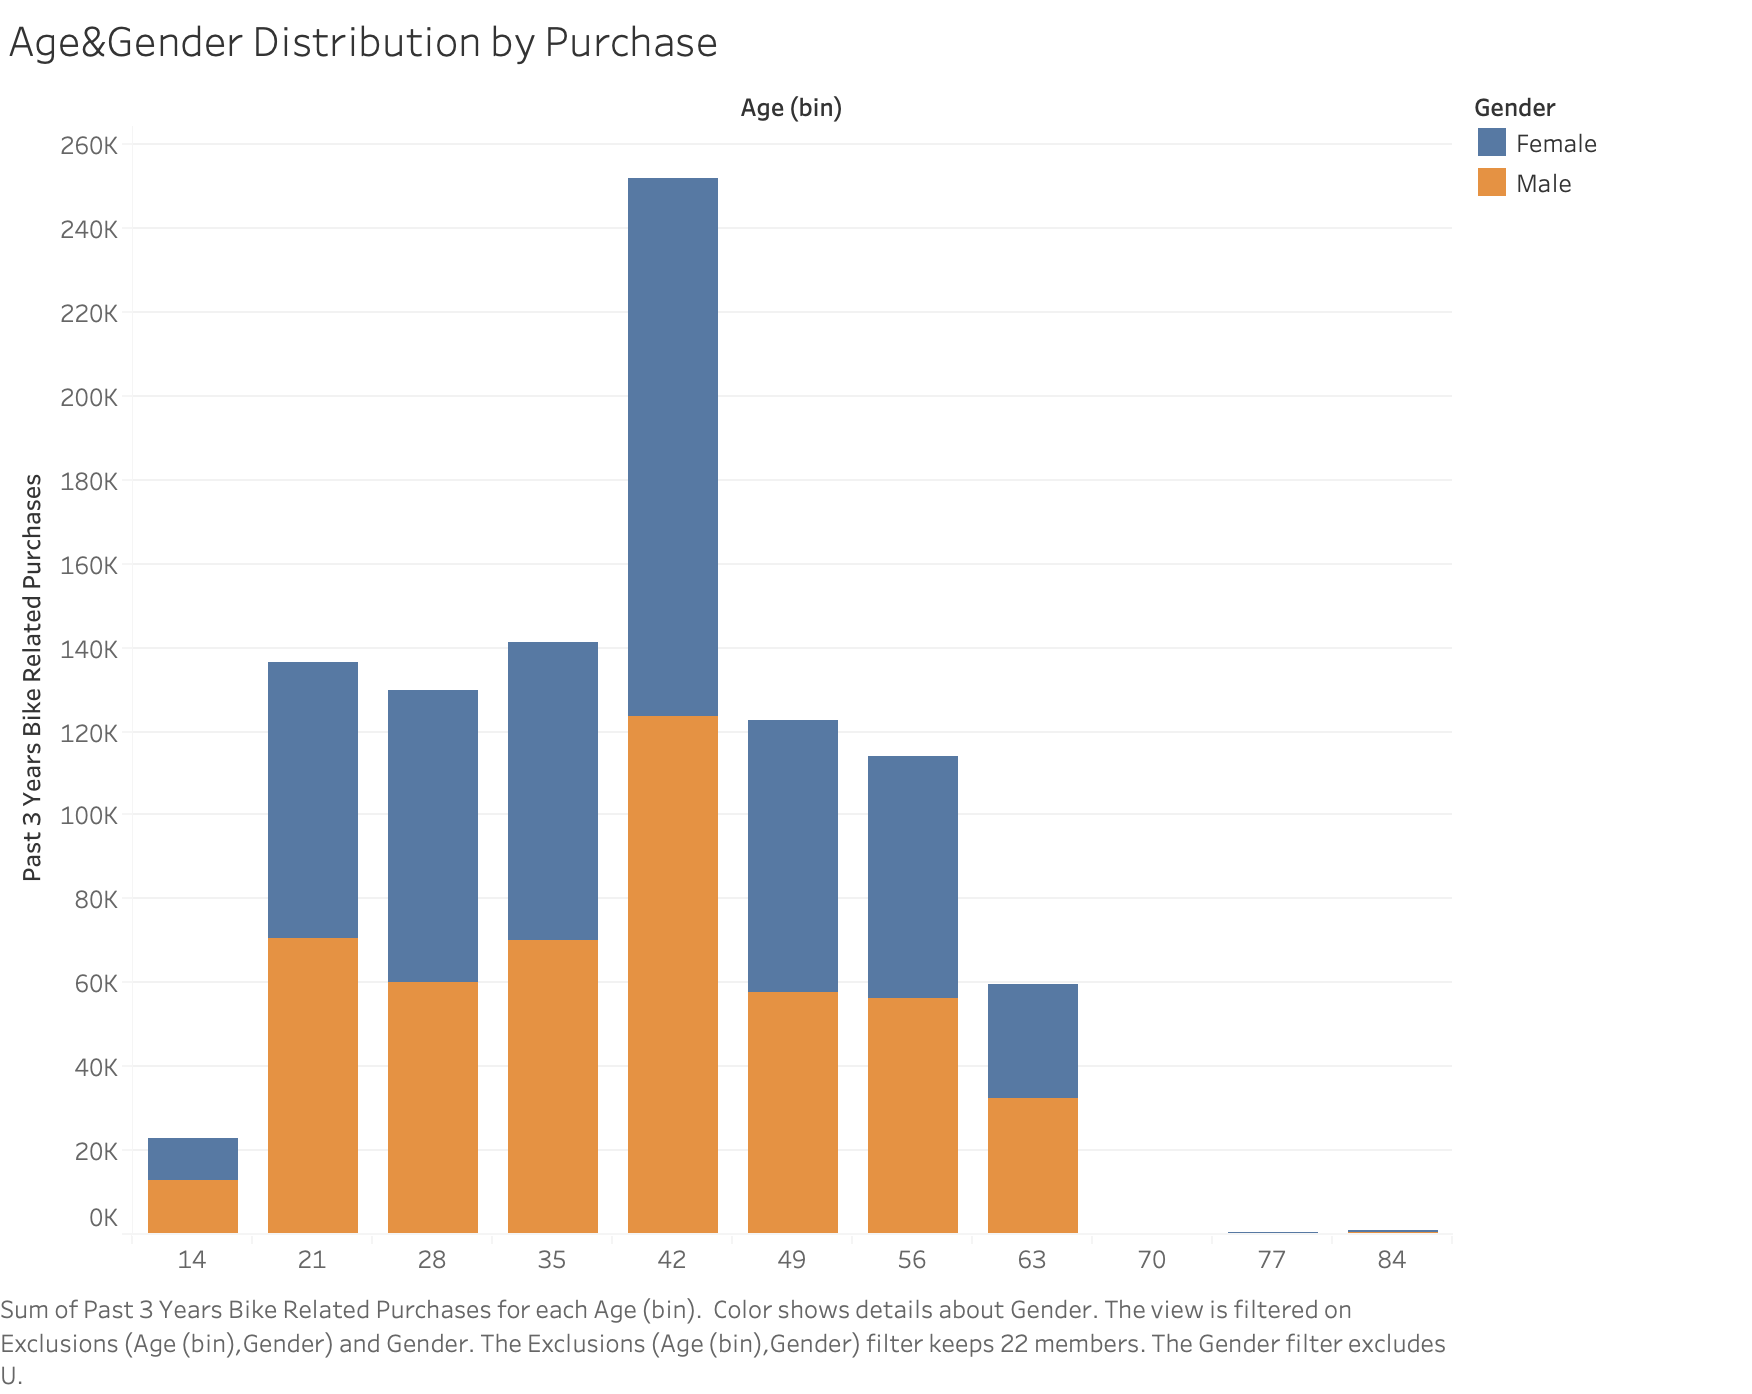 Age&Gender Distribution by Purchase
Age (bin)
Gender
Female
Male
260K
240K
220K
200K
180K
160K
140K
120K
100K
80K
60K
40K
20K
0K
Past 3 Years Bike Related Purchases
14 21 28 35 42 49 56 63 70 77 84
Sum of Past 3 Years Bike Related Purchases for each Age (bin).  Color shows details about Gender. The view is filtered on
Exclusions (Age (bin),Gender) and Gender. The Exclusions (Age (bin),Gender) filter keeps 22 members. The Gender filter excludes
U.